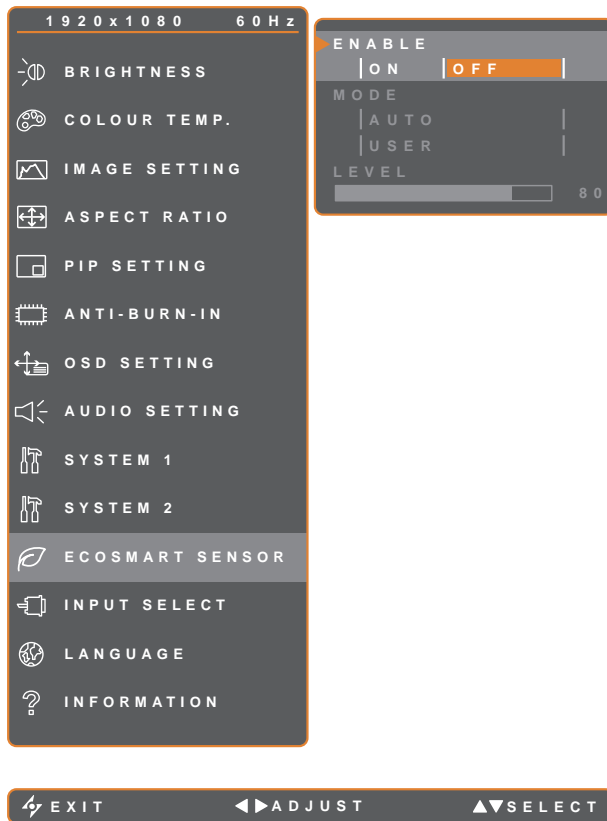 1920x1080 60Hz
BRIGHTNESS
COLOUR TEMP.
IMAGE SETTING
ASPECT RATIO
PIP SETTING
ANTI-BURN-IN
OSD SETTING
AUDIO SETTING
SYSTEM 1
SYSTEM 2
ECOSMART SENSOR
INPUT SELECT
LANGUAGE
INFORMATION
ENABLE
ON OFF
MODE
AUTO
USER
LEVEL
80
EXIT ADJUST SELECT